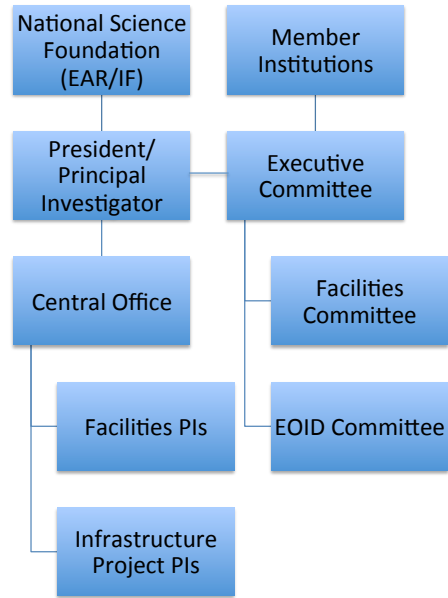 National Science
Foundation
(EAR/IF)
Member
Institutions
President/
Principal
Investigator
Executive
Committee
Central Office
Facilities
Committee
Facilities PIs
EOID Committee
Infrastructure
Project PIs